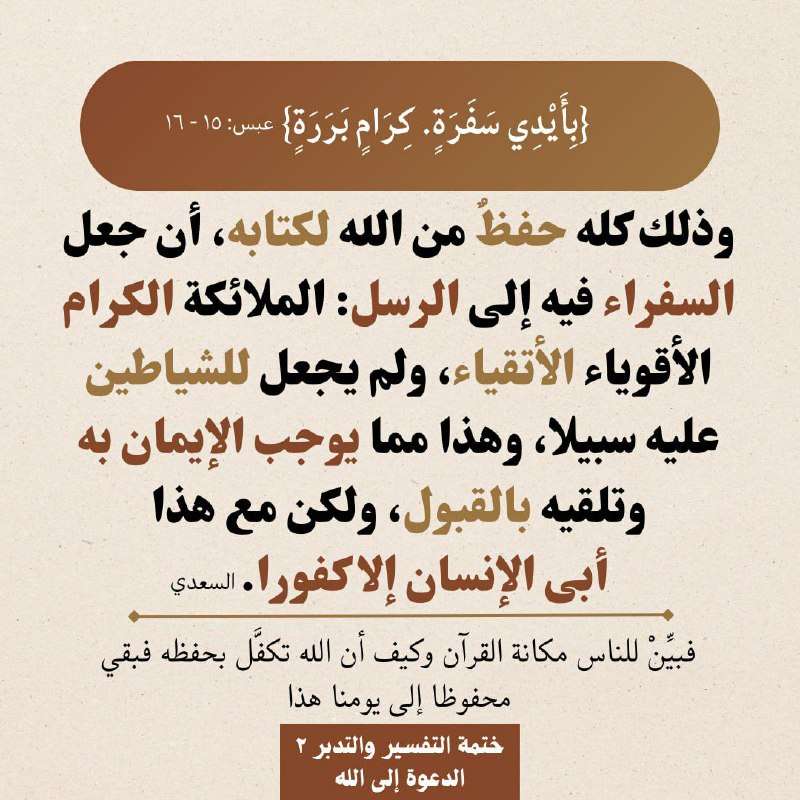 {بِأَيْدِي سَفَرَةٍ. كِرَامٍ بَرَرَةٍ} عبس: ١٥ - ١٦
وذلك كله حفظٌ من الله لكتابه، أن جعل
السفراء فيه إلى الرسل: الملائكة الكرام
الأقوياء الأتقياء، ولم يجعل للشياطين
عليه سبيلا، وهذا مما يوجب الإيمان به
وتلقيه بالقبول، ولكن مع هذا
أبى الإنسان إلا كفورا. السعدي
فبيِّنْ للناس مكانة القرآن وكيف أن الله تكفَّل بحفظه فبقي
محفوظا إلى يومنا هذا
ختمة التفسير والتدبر ٢
الدعوة إلى الله